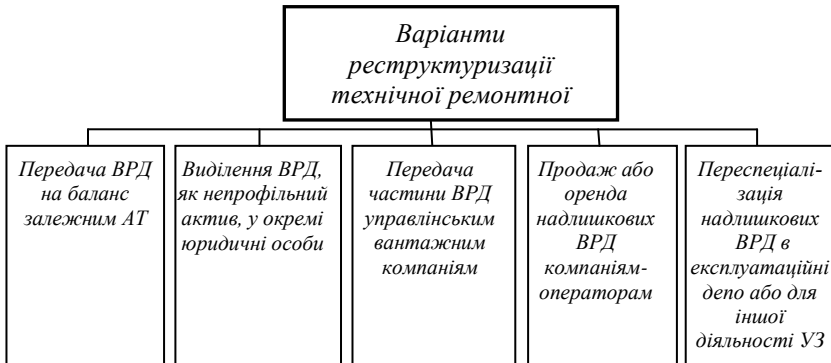 Варіанти
реструктуризації
технічної ремонтної
Передача ВРД
на баланс
залежним АТ
Виділення ВРД,
як непрофільний
актив, у окремі
юридичні особи
Передача
частини ВРД
управлінським
вантажним
компаніям
Продаж або
оренда
надлишкових
ВРД
компаніям-
операторам
Переспеціалі-
зація
надлишкових
ВРД в
експлуатаційні
депо або для
іншої
діяльності УЗ